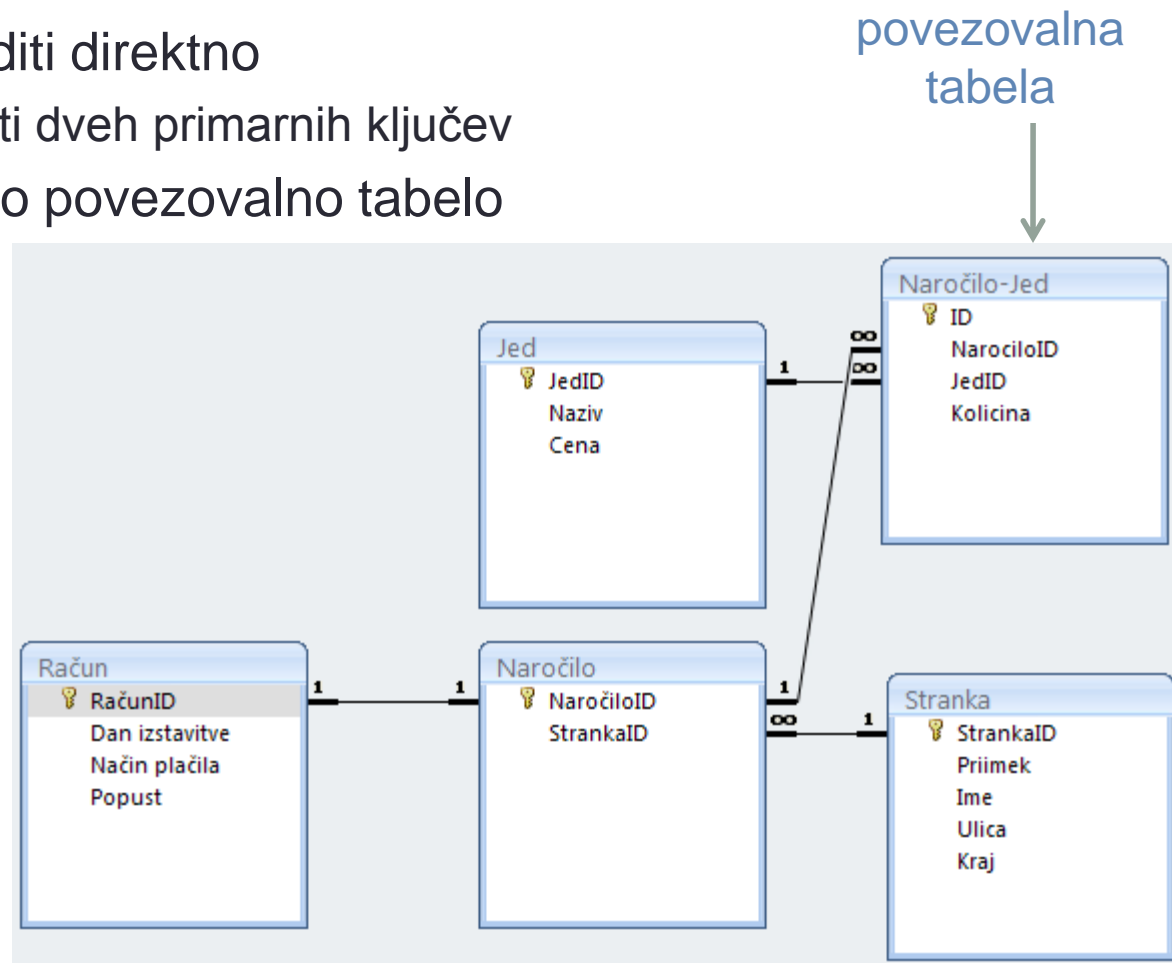 diti direktno
ti dveh primarnih ključev
o povezovalno tabelo
povezovalna
tabela
Naročilo-Jed
ID
NarociloID
JedID
Kolicina
∞
∞
Jed
JedID
Naziv
Cena
1
Račun
RačunID
Dan izstavitve
Način plačila
Popust
1
1
Naročilo
NaročiloID
StrankaID
1
∞
1
Stranka
StrankaID
Priimek
Ime
Ulica
Kraj